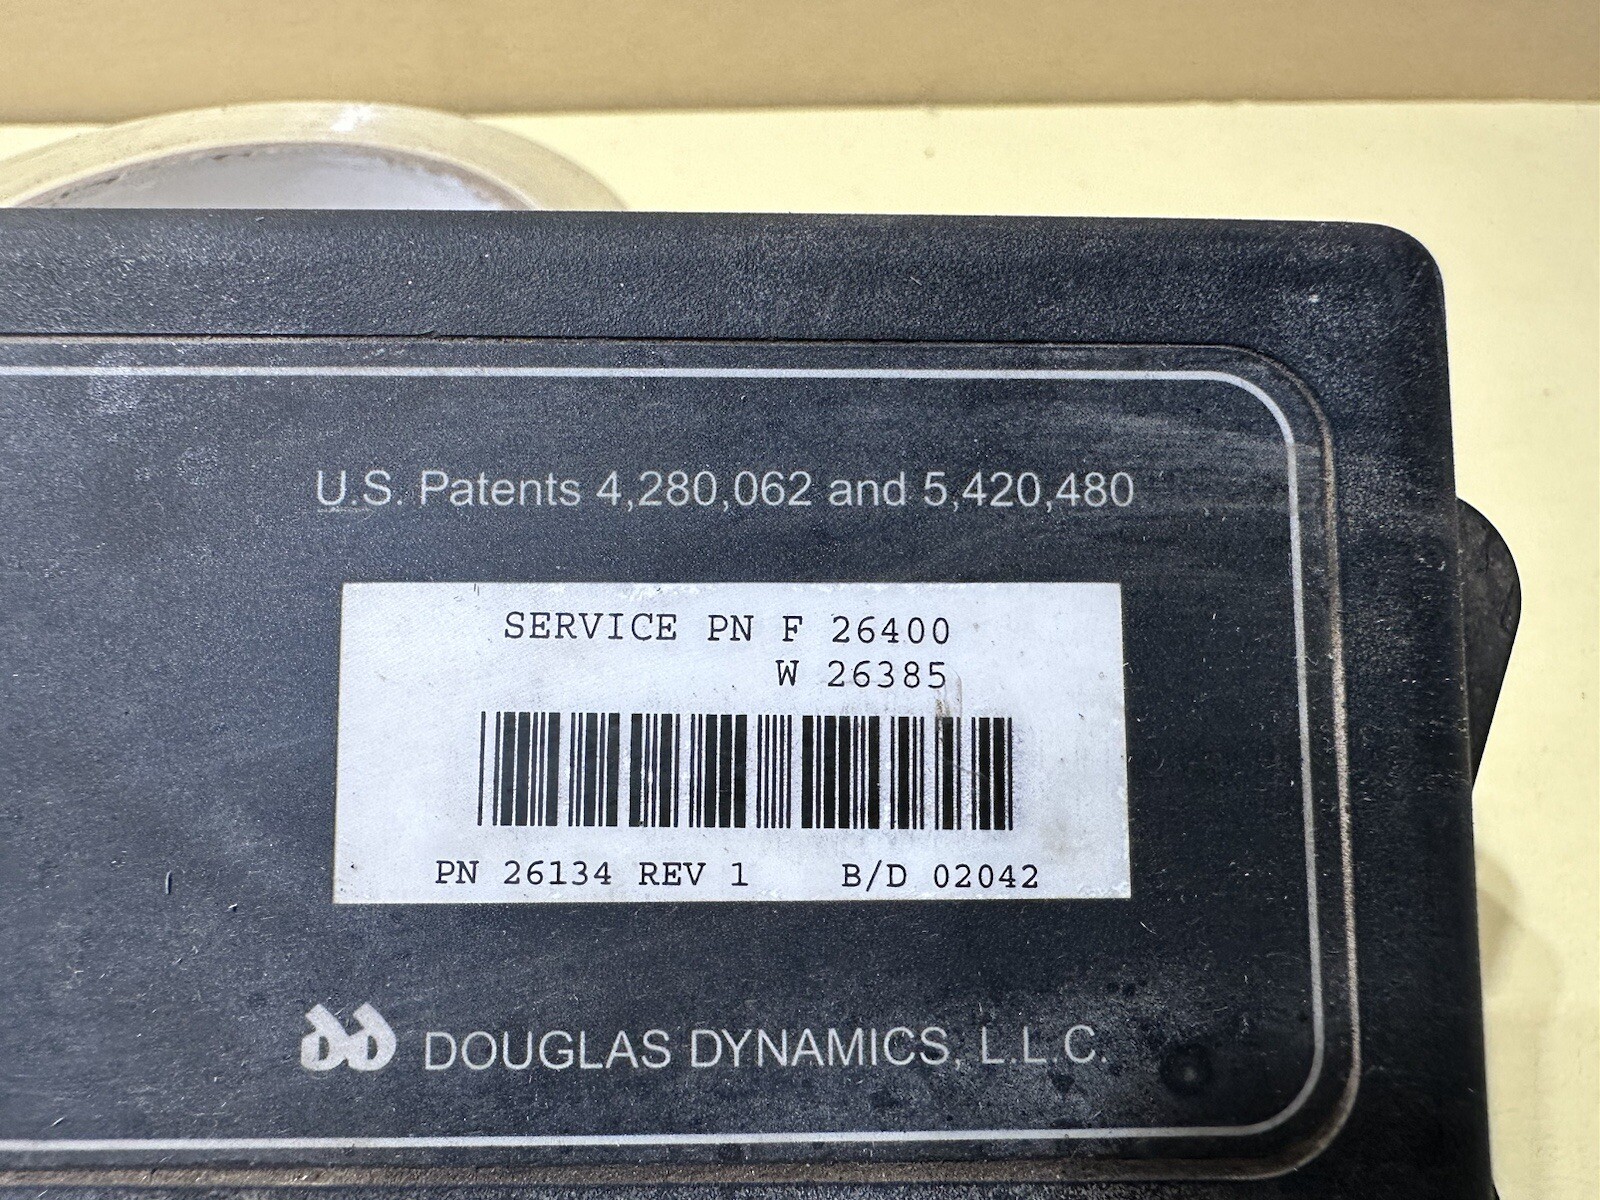 U.S. Patents 4,280,062 and 5,420,480
SERVICE PN F 26400
W 26385
PN 26134 REV 1 B/D 02042
DOUGLAS DYNAMICS, L.L.C.